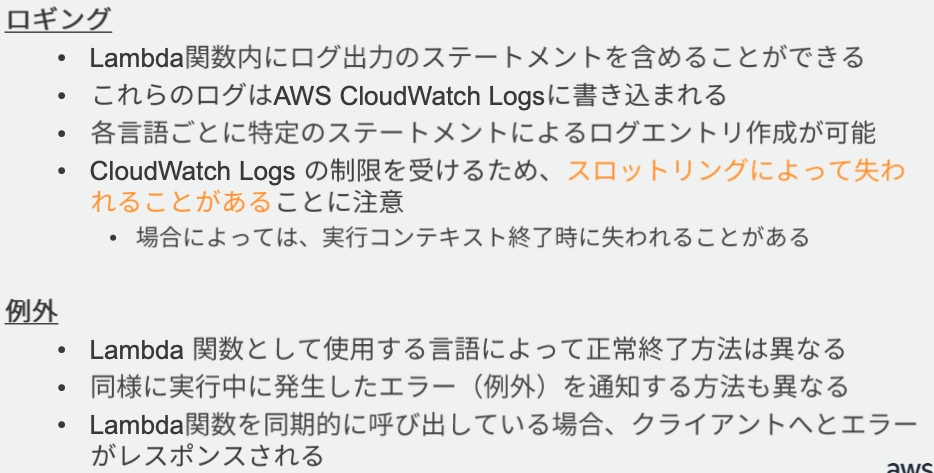 ロギング
• Lambda関数内にログ出力のステートメントを含めることができる
• これらのログはAWS CloudWatch Logsに書き込まれる
• 各言語ごとに特定のステートメントによるログエントリ作成が可能
• CloudWatch Logs の制限を受けるため、スロットリングによって失わ
れることがあることに注意
• 場合によっては、実行コンテキスト終了時に失われることがある
例外
• Lambda 関数として使用する言語によって正常終了方法は異なる
• 同様に実行中に発生したエラー（例外）を通知する方法も異なる
• Lambda関数を同期的に呼び出している場合、クライアントへとエラー
がレスポンスされる
aws